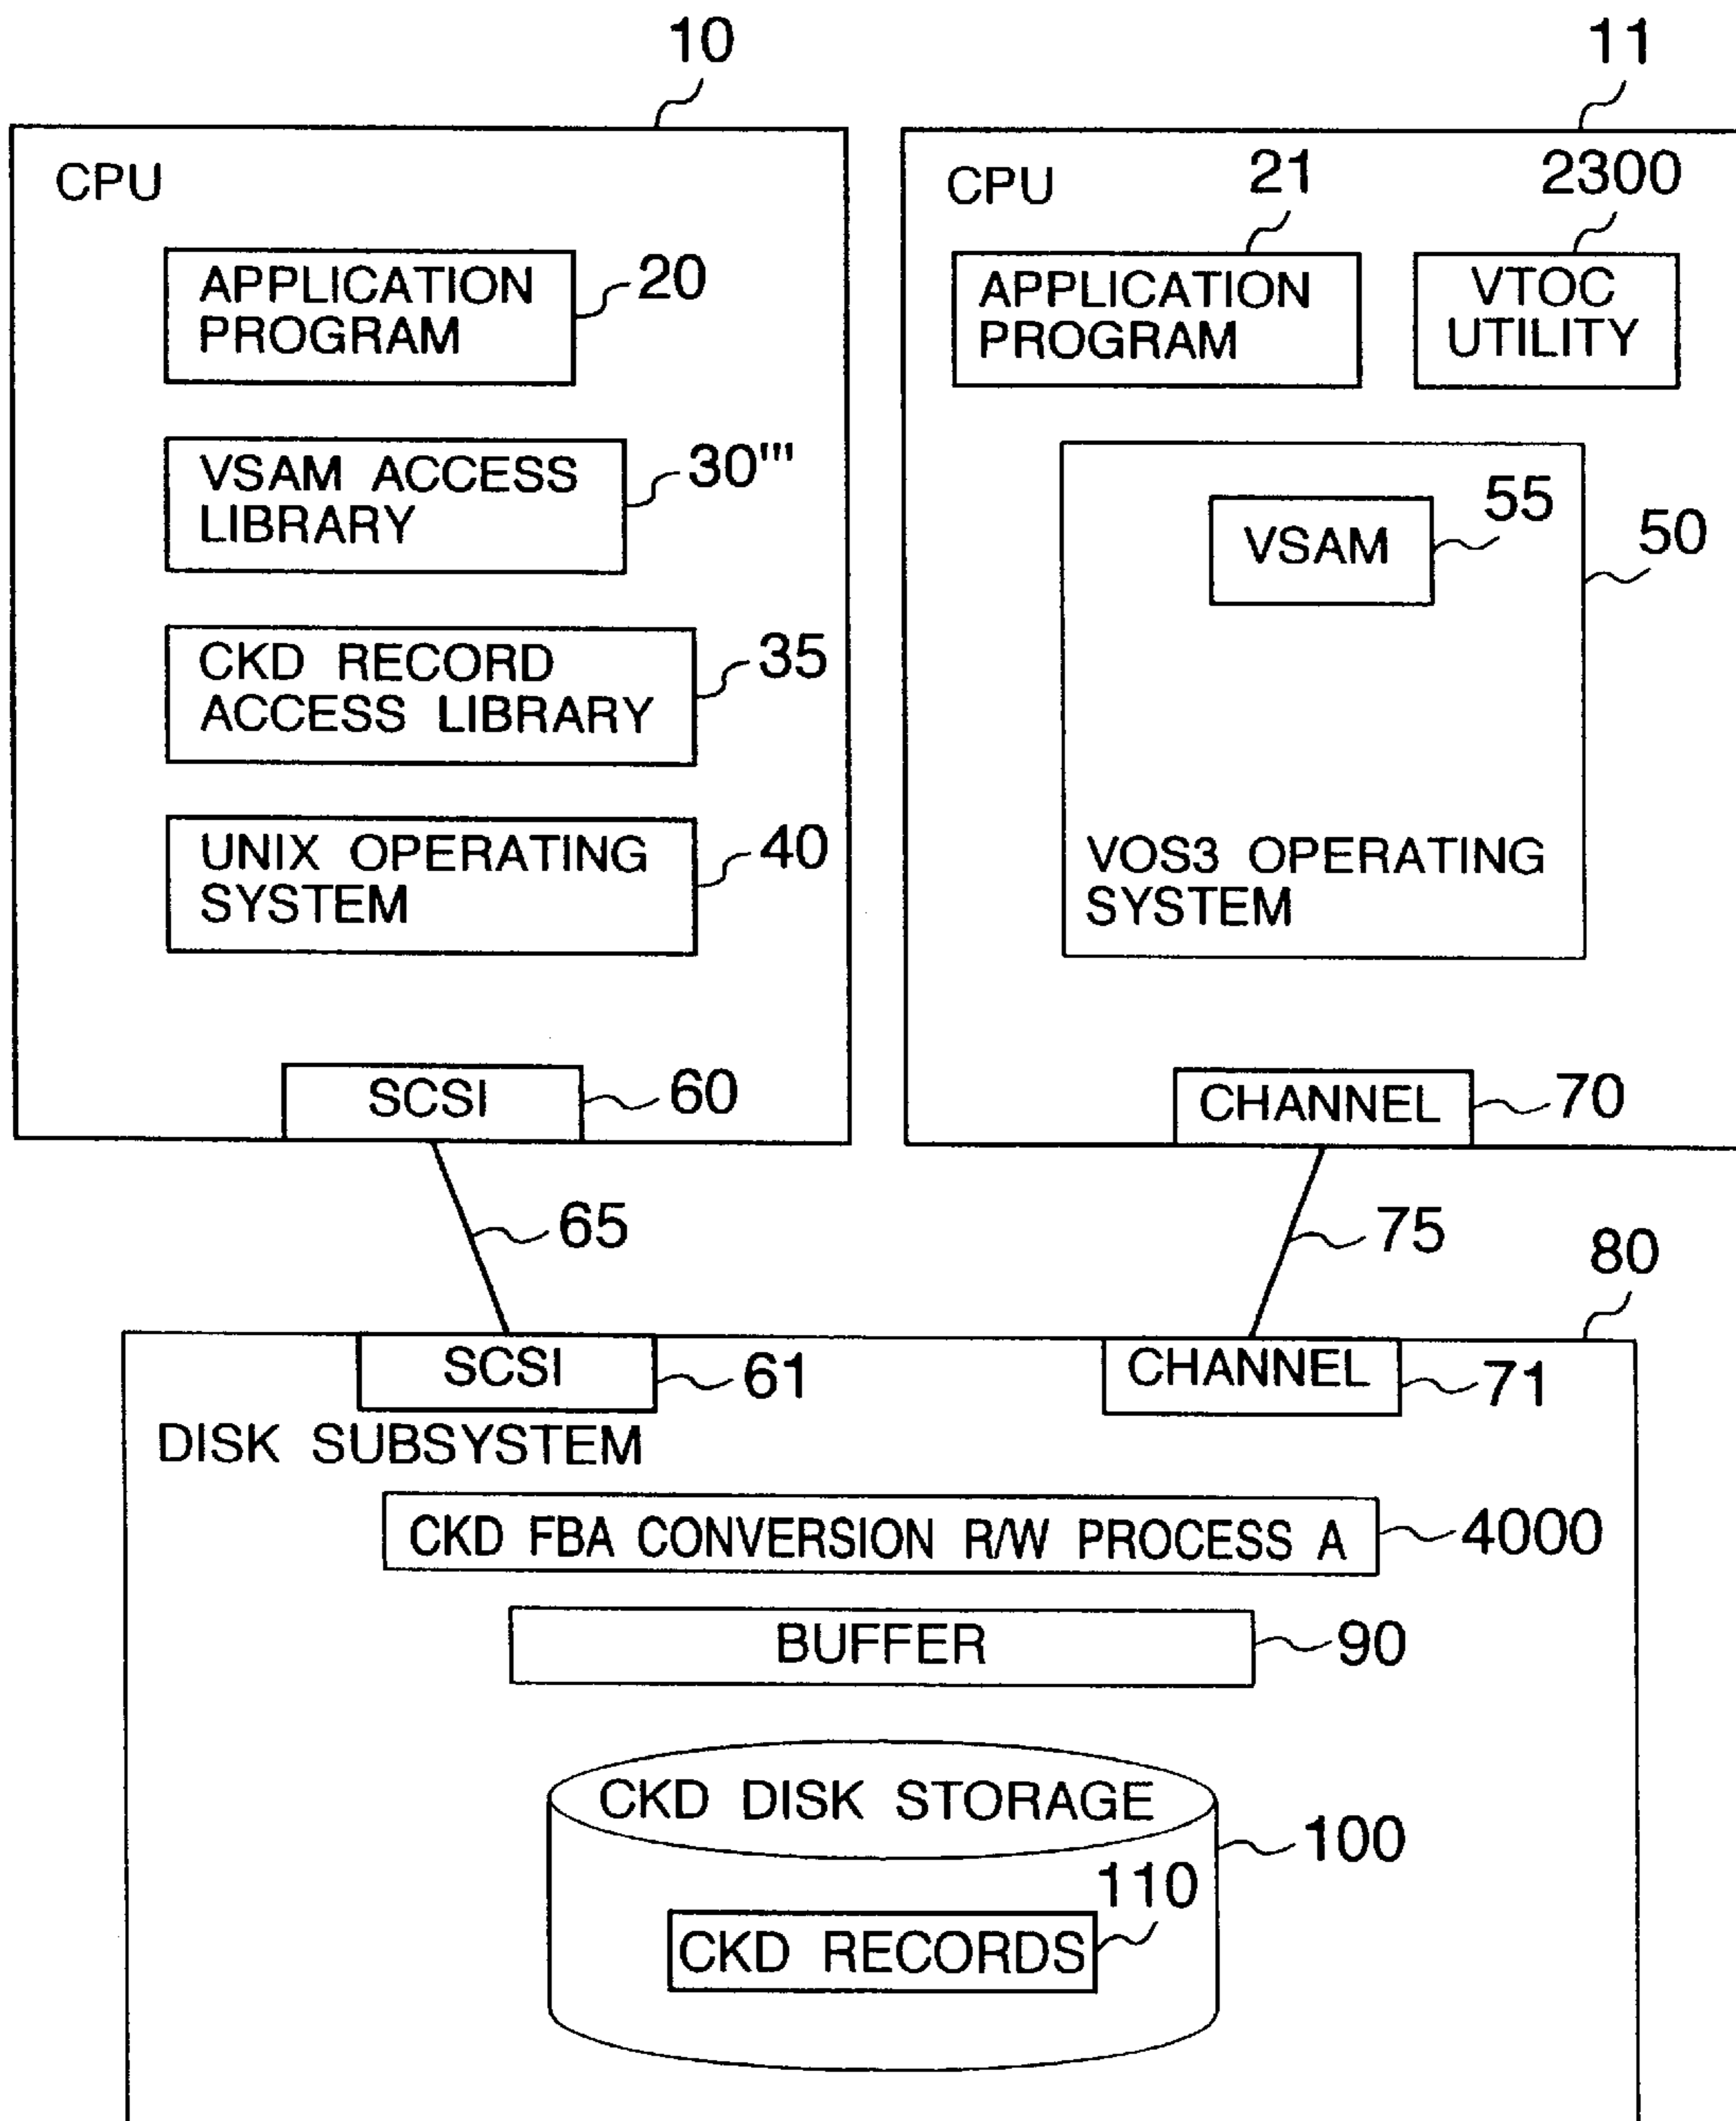 10
11
CPU
APPLICATION
PROGRAM
20
VSAM ACCESS
LIBRARY
30'''
CKD RECORD
ACCESS LIBRARY
35
UNIX OPERATING
SYSTEM
40
SCSI
60
CPU
21
2300
APPLICATION
PROGRAM
VTOC
UTILITY
VSAM
55
50
VOS3 OPERATING
SYSTEM
CHANNEL
70
65
75
80
SCSI
61
CHANNEL
71
DISK SUBSYSTEM
CKD FBA CONVERSION R/W PROCESS A
4000
BUFFER
90
CKD DISK STORAGE
100
110
CKD RECORDS